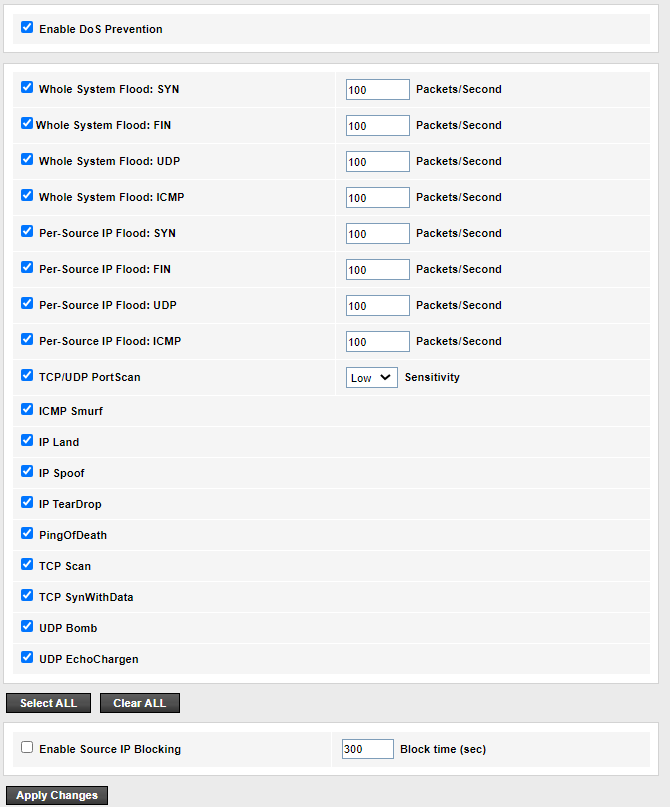 Enable DoS Prevention
Whole System Flood: SYN 100 Packets/Second
Whole System Flood: FIN 100 Packets/Second
Whole System Flood: UDP 100 Packets/Second
Whole System Flood: ICMP 100 Packets/Second
Per-Source IP Flood: SYN 100 Packets/Second
Per-Source IP Flood: FIN 100 Packets/Second
Per-Source IP Flood: UDP 100 Packets/Second
Per-Source IP Flood: ICMP 100 Packets/Second
TCP/UDP PortScan Low Sensitivity
ICMP Smurf
IP Land
IP Spoof
IP TearDrop
PingOfDeath
TCP Scan
TCP SynWithData
UDP Bomb
UDP EchoChargen
Select ALL Clear ALL
Enable Source IP Blocking 300 Block time (sec)
Apply Changes